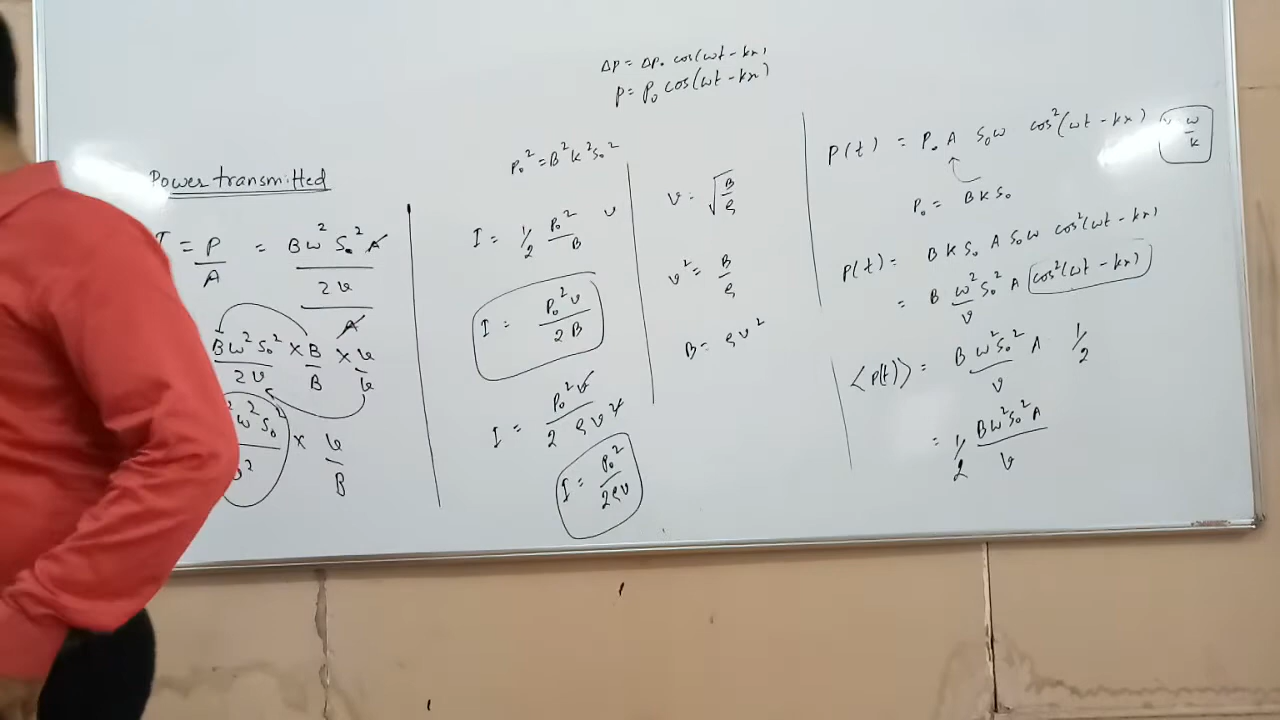 Δp = Δp₀ cos(ωt - kx)
p = p₀ cos(ωt - kx)
Power transmitted
I = P/A = Bω²S₀²A / 2v / A
Bω²S₀²/2v × B/B × v/v
²ω²S₀²/v² × v/B
p₀² = B²k²S₀²
I = 1/2 p₀²/B v
I = p₀²v / 2B
I = p₀²v / 2ρv²
I = p₀² / 2ρv
v = √(B/ρ)
v² = B/ρ
B = ρv²
P(t) = P₀ A S₀ω cos²(ωt - kx) ω/k
P₀ = BkS₀
P(t) = BkS₀ A S₀ω cos²(ωt - kx)
= B ω²/v S₀² A cos²(ωt - kx)
⟨P(t)⟩ = B ω²S₀²/v A 1/2
= 1/2 Bω²S₀²A / v